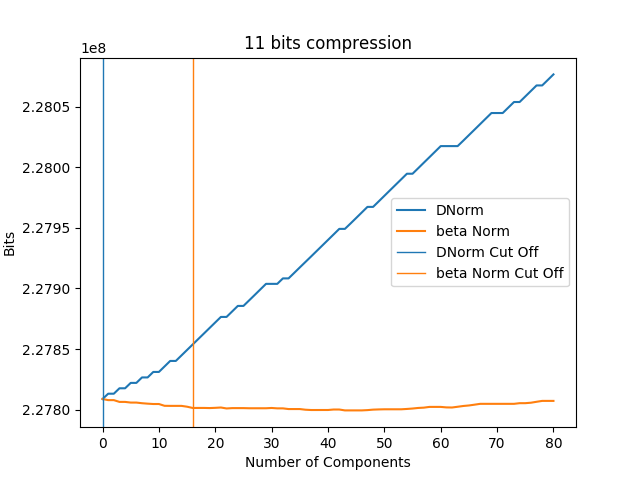 11 bits compression
1e8
2.2805
2.2800
2.2795
2.2790
2.2785
2.2780
Bits
DNorm
beta Norm
DNorm Cut Off
beta Norm Cut Off
0 10 20 30 40 50 60 70 80
Number of Components